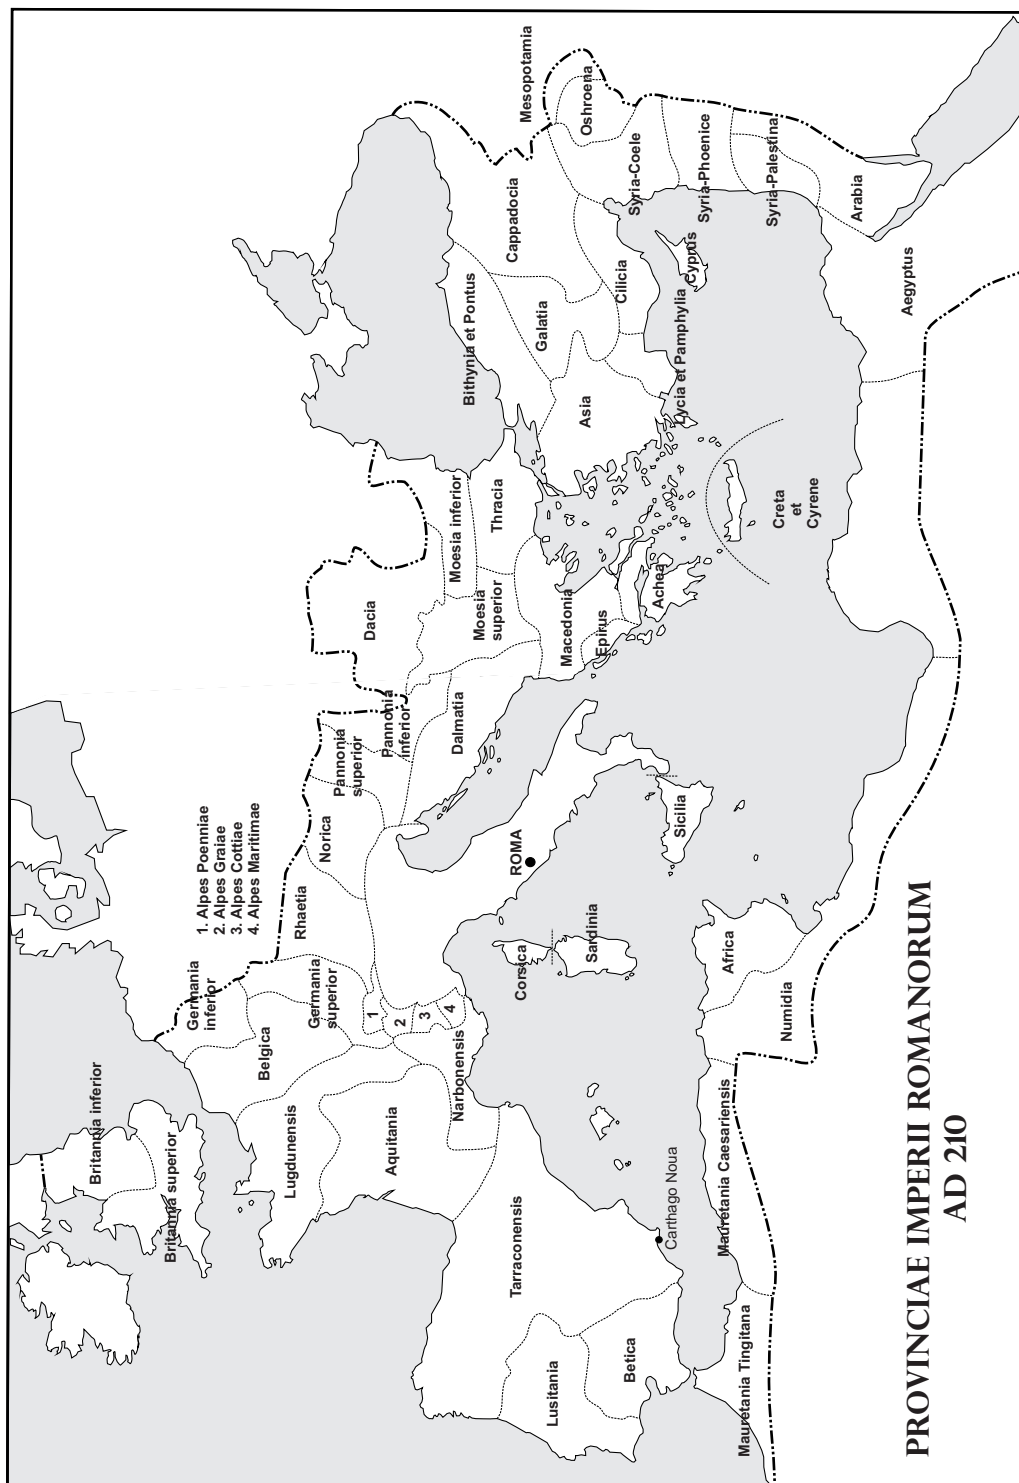 Britannia inferior
Britannia superior
Germania
inferior
Belgica
Germania
superior
Lugdunensis
Aquitania
Narbonensis
Tarraconensis
Lusitania
Betica
Carthago Noua
1. Alpes Poenniae
2. Alpes Graiae
3. Alpes Cottiae
4. Alpes Maritimae
1
2
3
4
Rhaetia
Norica
Pannonia
superior
Pannonia
inferior
Dalmatia
Dacia
Moesia
superior
Moesia inferior
Thracia
Macedonia
Epirus
Achea
ROMA
Corsica
Sardinia
Sicilia
Bithynia et Pontus
Galatia
Cappadocia
Asia
Cilicia
Lycia et Pamphylia
Cyprus
Mesopotamia
Oshroena
Syria-Coele
Syria-Phoenice
Syria-Palestina
Arabia
Aegyptus
Creta
et
Cyrene
Africa
Numidia
Mauretania Caesariensis
Mauretania Tingitana
PROVINCIAE IMPERII ROMANORUM
AD 210